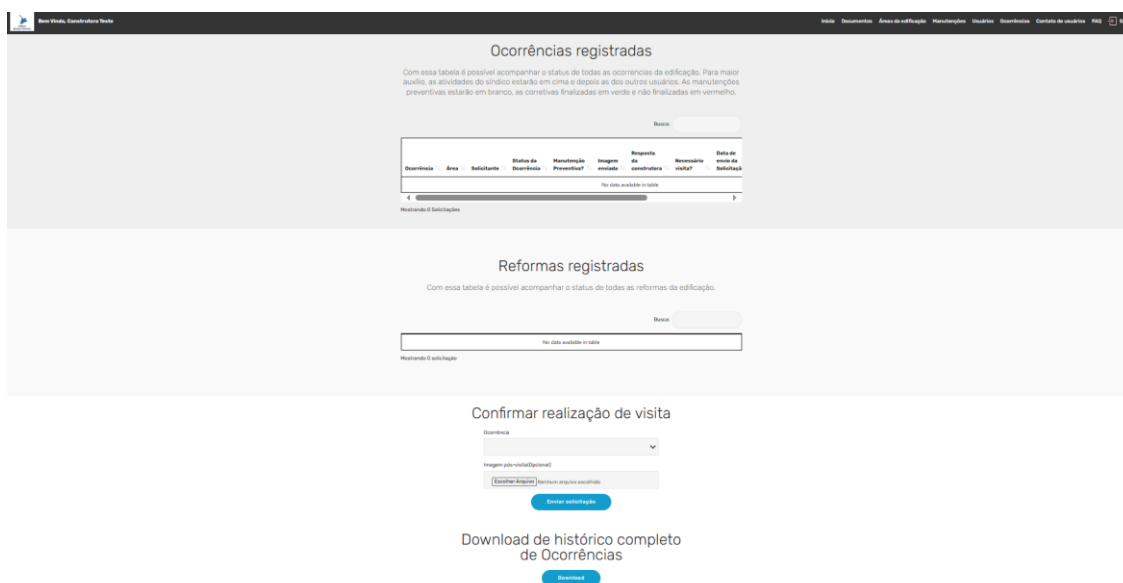 Bem Vindo, Construtora Teste
Início Documentos Áreas da edificação Manutenções Usuários Ocorrências Contato de usuários FAQ
Ocorrências registradas
Com essa tabela é possível acompanhar o status de todas as ocorrencias da edificação. Para maior
auxílio, as atividades do síndico estarão em cima e depois as dos outros usuários. As manutenções
preventivas estarão em branco, as corretivas finalizadas em verde e não finalizadas em vermelho.
Busca:
Ocorrência Área Solicitante Status da Ocorrência Manutenção Preventiva? Imagem enviada Resposta da construtora Necessário visita? Data de envio da Solicitaçã
No data available in table
Mostrando 0 Solicitações
Reformas registradas
Com essa tabela é possível acompanhar o status de todas as reformas da edificação.
Busca:
No data available in table
Mostrando 0 solicitação
Confirmar realização de visita
Ocorrência
Imagem pós-visita(Opcional)
Escolher Arquivo Nenhum arquivo escolhido
Enviar solicitação
Download de histórico completo
de Ocorrências
Download